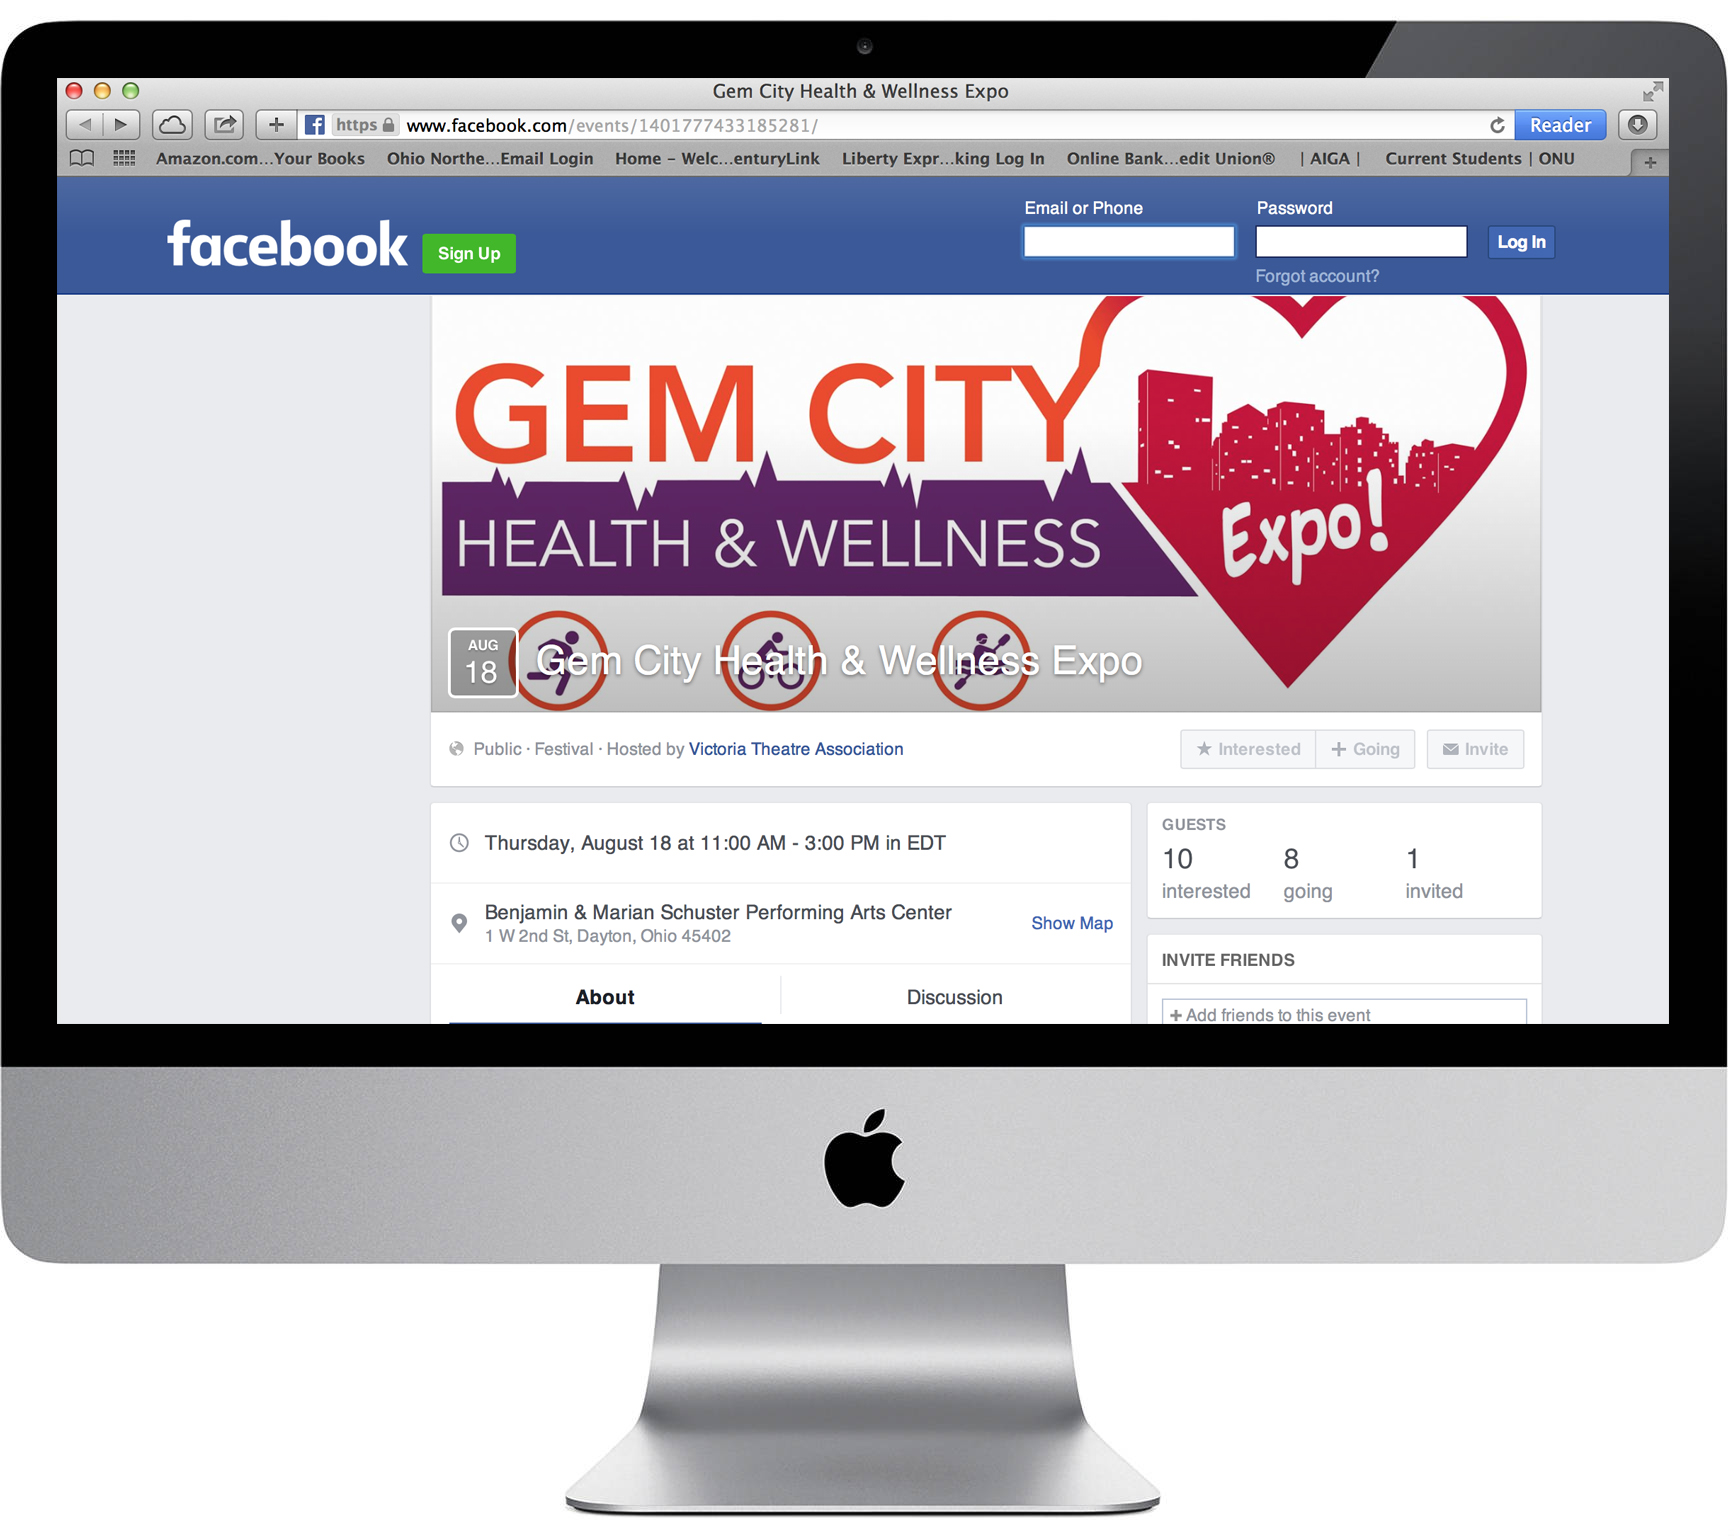 Gem City Health & Wellness Expo
https www.facebook.com/events/1401777433185281/ Reader
Amazon.com...Your Books Ohio Northe...Email Login Home – Welc...enturyLink Liberty Expr...king Log In Online Bank...edit Union® | AIGA | Current Students | ONU
facebook
Sign Up
Email or Phone
Password
Log In
Forgot account?
GEM CITY
HEALTH & WELLNESS
Expo!
AUG
18
Gem City Health & Wellness Expo
Public · Festival · Hosted by Victoria Theatre Association
Interested
Going
Invite
Thursday, August 18 at 11:00 AM - 3:00 PM in EDT
Benjamin & Marian Schuster Performing Arts Center
1 W 2nd St, Dayton, Ohio 45402
Show Map
About
Discussion
GUESTS
10 8 1
interested going invited
INVITE FRIENDS
+ Add friends to this event